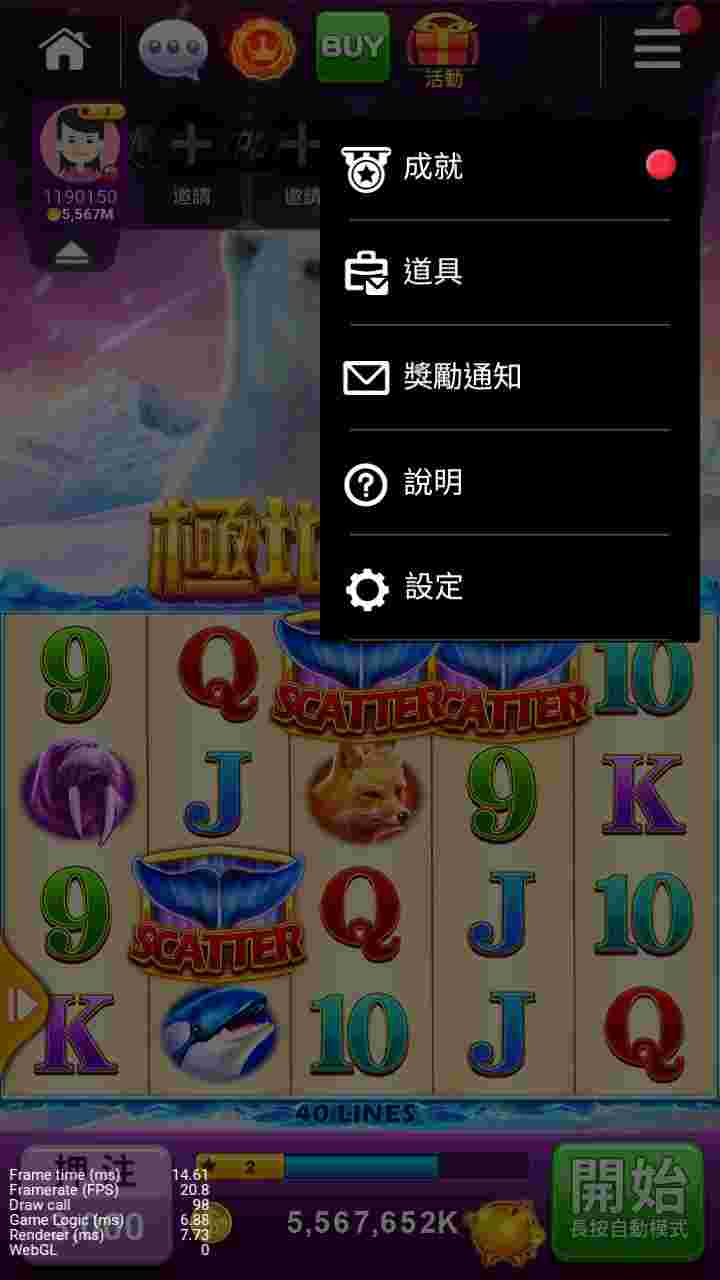 BUY
活動
1190150
5,567M
邀請
邀請
成就
道具
獎勵通知
說明
設定
極地
9
Q
SCATTER
SCATTER
10
J
9
K
9
SCATTER
Q
J
10
K
10
J
Q
40 LINES
押注
2
5,567,652K
開始
長按自動模式
Frame time (ms) 14.61
Framerate (FPS) 20.8
Draw call 98
Game Logic (ms) 6.88
Renderer (ms) 7.73
WebGL 0